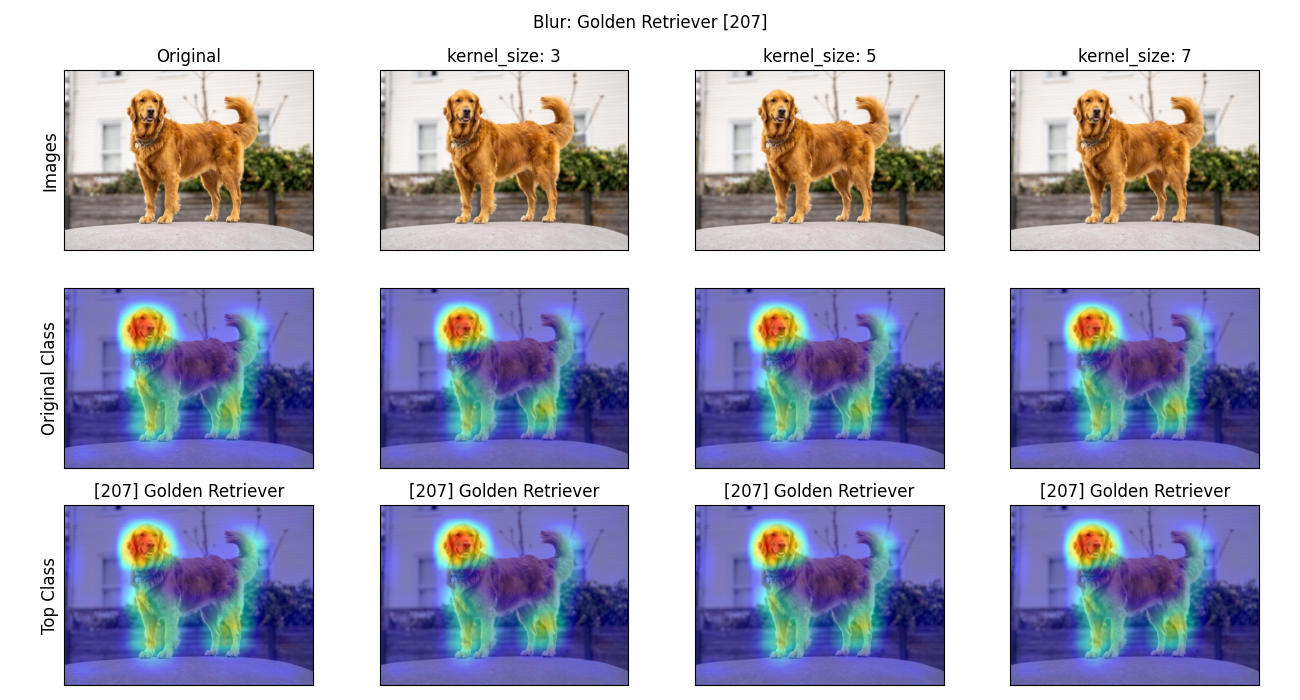 Blur: Golden Retriever [207]
Original
kernel_size: 3
kernel_size: 5
kernel_size: 7
Images
Original Class
[207] Golden Retriever
[207] Golden Retriever
[207] Golden Retriever
[207] Golden Retriever
Top Class